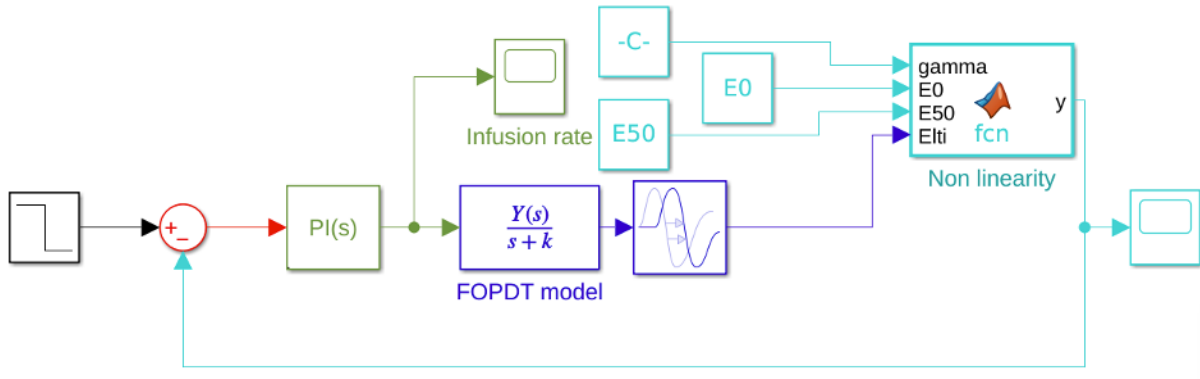 -C-
E0
E50
gamma
E0
E50
Elti
y
fcn
Non linearity
Infusion rate
+
−
PI(s)
Y(s)
s + k
FOPDT model